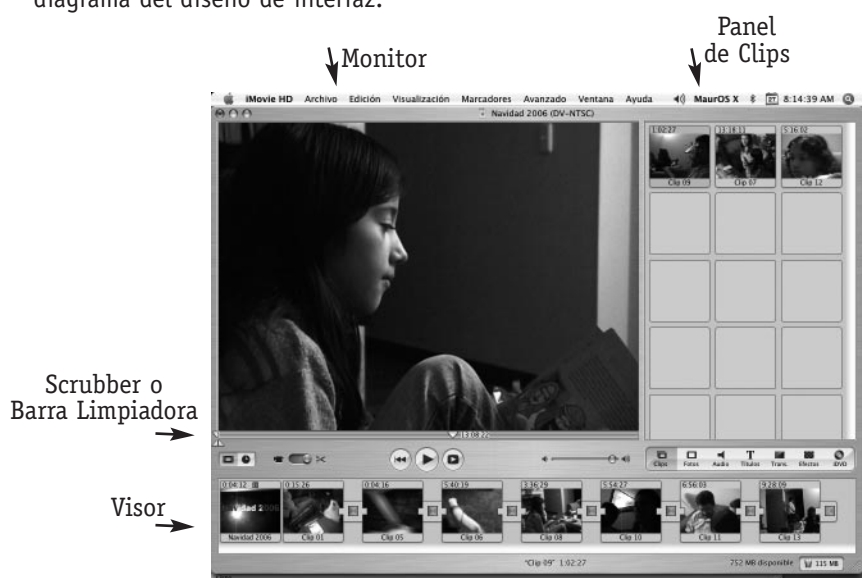 diagrama del diseño de interfaz.
Panel
de Clips
Monitor
iMovie HD Archivo Edición Visualización Marcadores Avanzado Ventana Ayuda MaurOS X 8:14:39 AM
Navidad 2006 (DV-NTSC)
1:02:27 13:18:13 5:16:02
Clip 09 Clip 07 Clip 12
Scrubber o
Barra Limpiadora
13:08:22
Clips Fotos Audio Títulos Trans. Efectos iDVD
Visor
0:04:12 0:15:26 0:04:16 5:40:19 3:36:29 5:54:27 6:56:03 9:28:09
Navidad 2006
Navidad 2006 Clip 01 Clip 05 Clip 06 Clip 08 Clip 10 Clip 11 Clip 13
"Clip 09" 1:02:27 752 MB disponible 115 MB